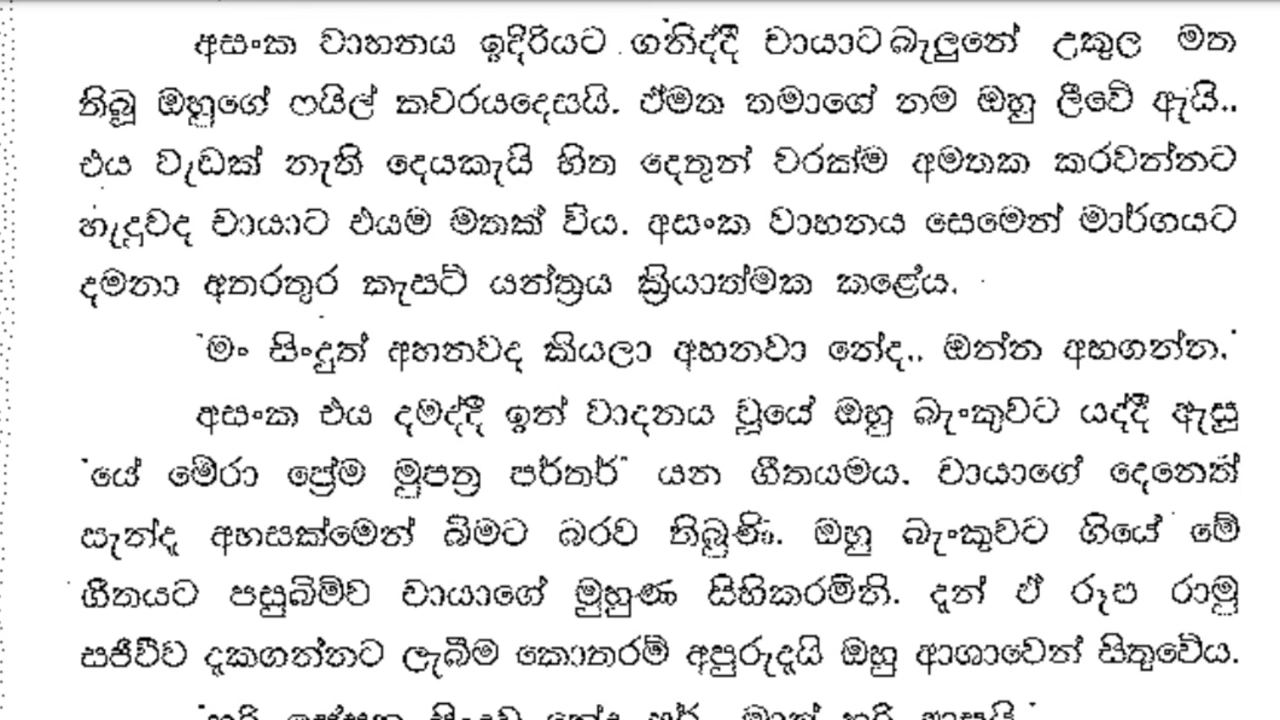 අසංක වාහනය ඉදිරියට ගනිද්දී චායාට බැලුනේ උකුල මත
තිබූ ඔහුගේ ෆයිල් කවරයදෙසයි. ඒමත තමාගේ නම ඔහු ලීවේ ඇයි..
එය වැඩක් නැති දෙයකැයි හිත දෙතුන් වරක්ම අමතක කරවන්නට
හැදුවද චායාට එයම මතක් විය. අසංක වාහනය සෙමෙන් මාර්ගයට
දමනා අතරතුර කැසට් යන්ත්‍රය ක්‍රියාත්මක කළේය.
'මං සිංදුත් අහනවද කියලා අහනවා නේද.. ඔන්න අහගන්න.'
අසංක එය දමද්දී ඉන් වාදනය වූයේ ඔහු බැංකුවට යද්දී ඇසු
'යේ මේරා ප්‍රේම මුපත්‍ර පර්තර්' යන ගීතයමය. චායාගේ දෙනෙත්
සැන්දෑ අහසක්මෙන් බිමට බරව තිබුණි. ඔහු බැංකුවට ගියේ මේ
ගීතයට පසුබිම්ව චායාගේ මුහුණ සිහිකරමිනි. දැන් ඒ රූප රාමු
සජීවීව දැකගන්නට ලැබීම කොතරම් අපුරුදැයි ඔහු ආශාවෙන් සිතුවේය.